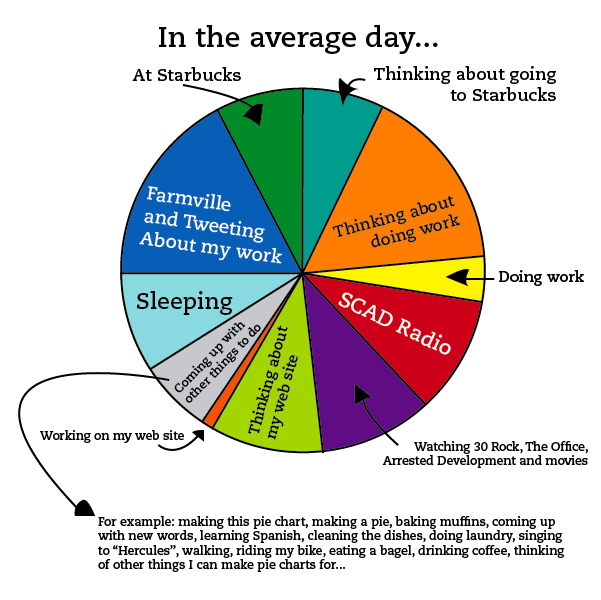 In the average day...
At Starbucks
Thinking about going
to Starbucks
Farmville
and Tweeting
About my work
Thinking about
doing work
Doing work
Sleeping
SCAD Radio
Coming up with
other things to do
Thinking about
my web site
Working on my web site
Watching 30 Rock, The Office,
Arrested Development and movies
For example: making this pie chart, making a pie, baking muffins, coming up
with new words, learning Spanish, cleaning the dishes, doing laundry, singing
to “Hercules”, walking, riding my bike, eating a bagel, drinking coffee, thinking
of other things I can make pie charts for...